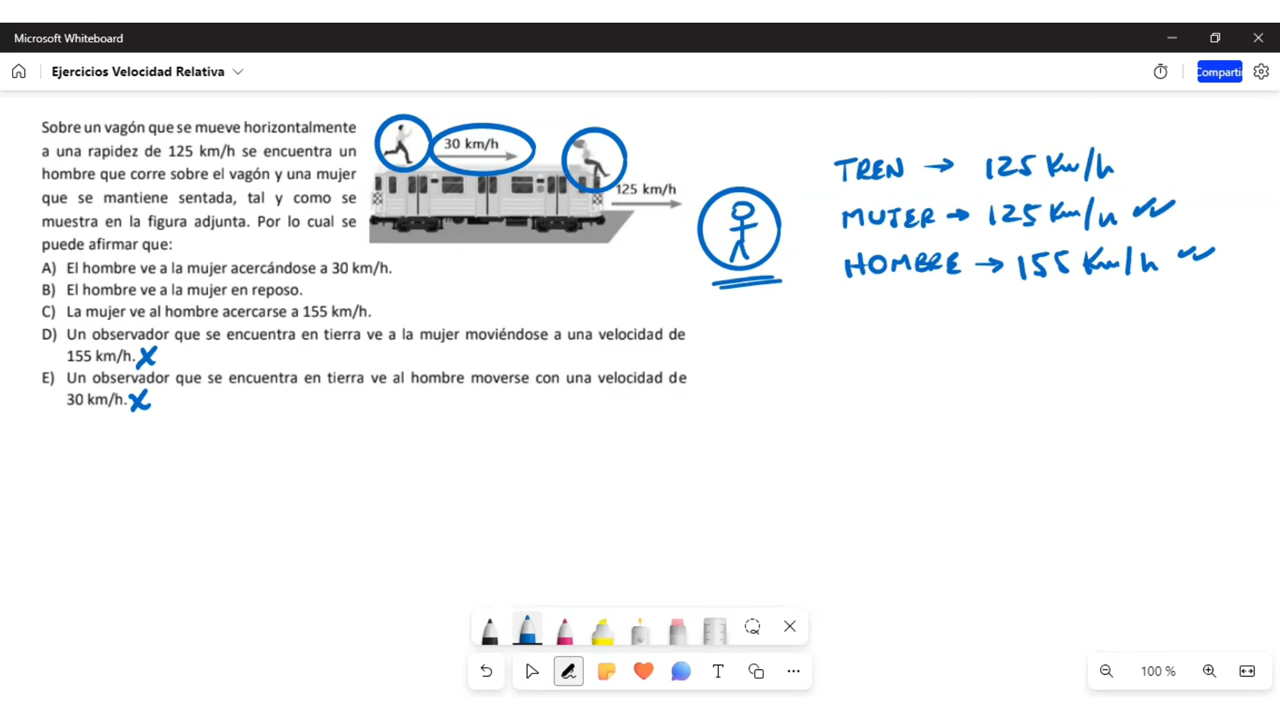 Microsoft Whiteboard
Ejercicios Velocidad Relativa
Comparti
Sobre un vagón que se mueve horizontalmente
a una rapidez de 125 km/h se encuentra un
hombre que corre sobre el vagón y una mujer
que se mantiene sentada, tal y como se
muestra en la figura adjunta. Por lo cual se
puede afirmar que:
30 km/h
125 km/h
A) El hombre ve a la mujer acercándose a 30 km/h.
B) El hombre ve a la mujer en reposo.
C) La mujer ve al hombre acercarse a 155 km/h.
D) Un observador que se encuentra en tierra ve a la mujer moviéndose a una velocidad de
155 km/h. x
E) Un observador que se encuentra en tierra ve al hombre moverse con una velocidad de
30 km/h. x
TREN → 125 Km/h
MUJER → 125 Km/h
HOMBRE → 155 Km/h
T
100 %